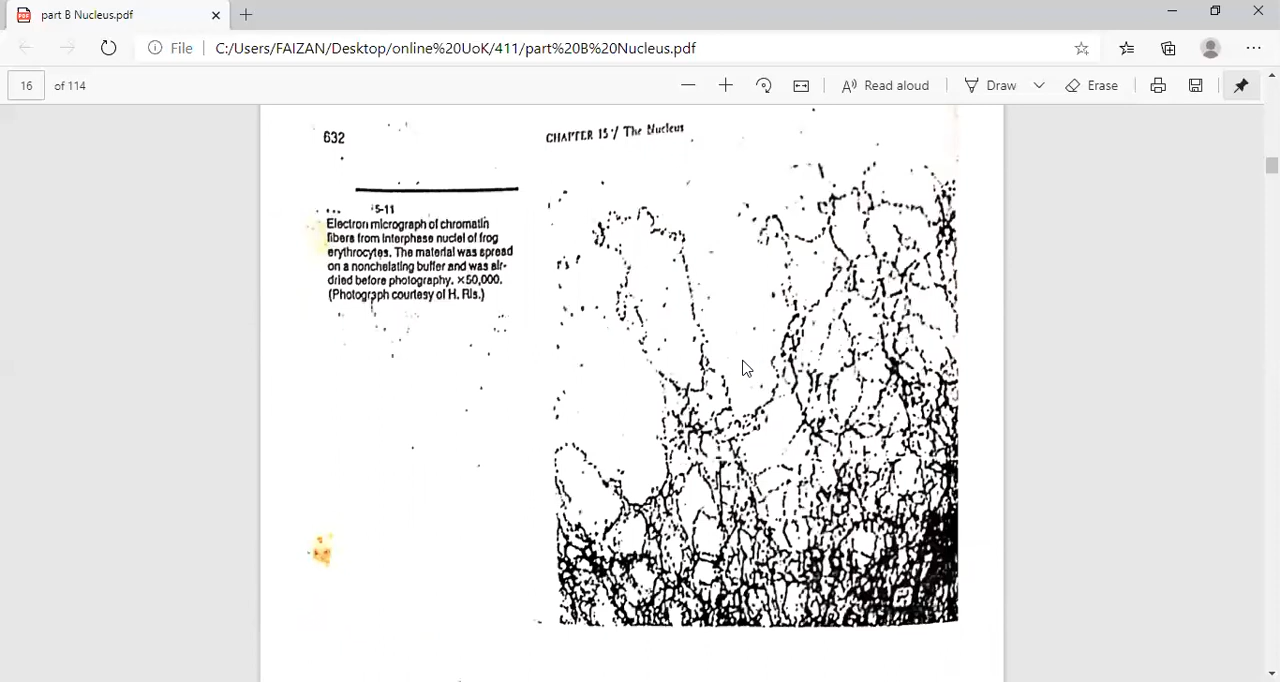 part B Nucleus.pdf
File C:/Users/FAIZAN/Desktop/online%20UoK/411/part%20B%20Nucleus.pdf
16 of 114
Read aloud
Draw
Erase
632
CHAPTER 15 / The Nucleus
5-11
Electron micrograph of chromatin
fibers from interphase nuclei of frog
erythrocytes. The material was spread
on a nonchelating buffer and was air-
dried before photography. ×50,000.
(Photograph courtesy of H. Ris.)